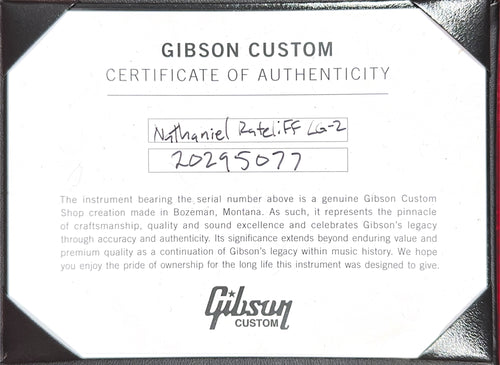 GIBSON CUSTOM
CERTIFICATE OF AUTHENTICITY
Nathaniel Rateliff LG-2
20295077
The instrument bearing the serial number above is a genuine Gibson Custom
Shop creation made in Bozeman, Montana. As such, it represents the pinnacle
of craftsmanship, quality and sound excellence and celebrates Gibson's legacy
through accuracy and authenticity. Its significance extends beyond enduring value and
premium quality as a continuation of Gibson's legacy within music history. We hope
you enjoy the pride of ownership for the long life this instrument was designed to give.
Gibson
CUSTOM